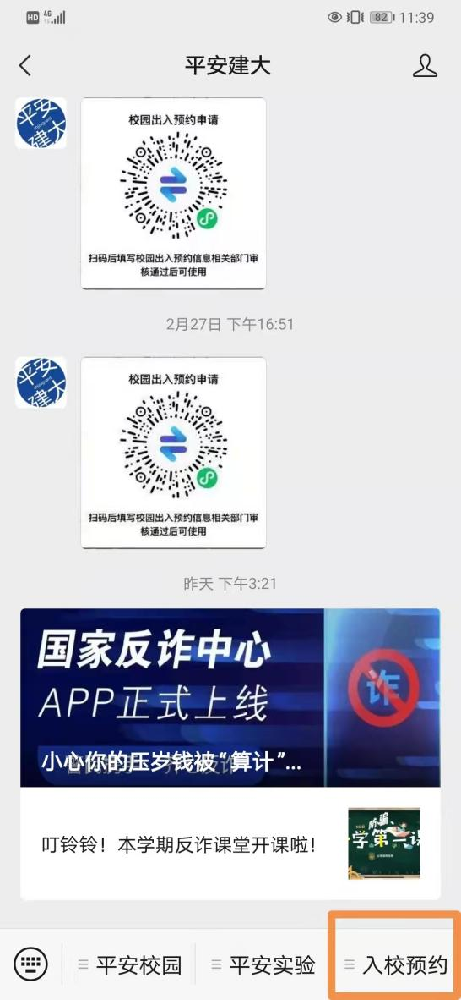 HD 4G 82 11:39
平安建大
平安
建大
校园出入预约申请
扫码后填写校园出入预约信息相关部门审
核通过后可使用
2月27日 下午16:51
平安
建大
校园出入预约申请
扫码后填写校园出入预约信息相关部门审
核通过后可使用
昨天 下午3:21
国家反诈中心
APP正式上线
诈
小心你的压岁钱被“算计”...
叮铃铃！本学期反诈课堂开课啦！
防骗
学第一课
平安校园
平安实验
入校预约